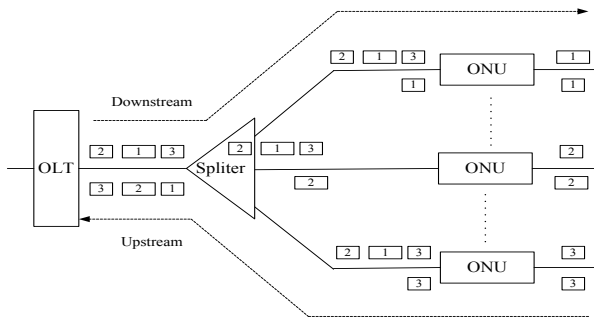 2 1 3 ONU 1
1 1
Downstream
2 1 3 2 1 3 2
OLT Spliter ONU
3 2 1 2 2
Upstream
2 1 3 ONU 3
3 3